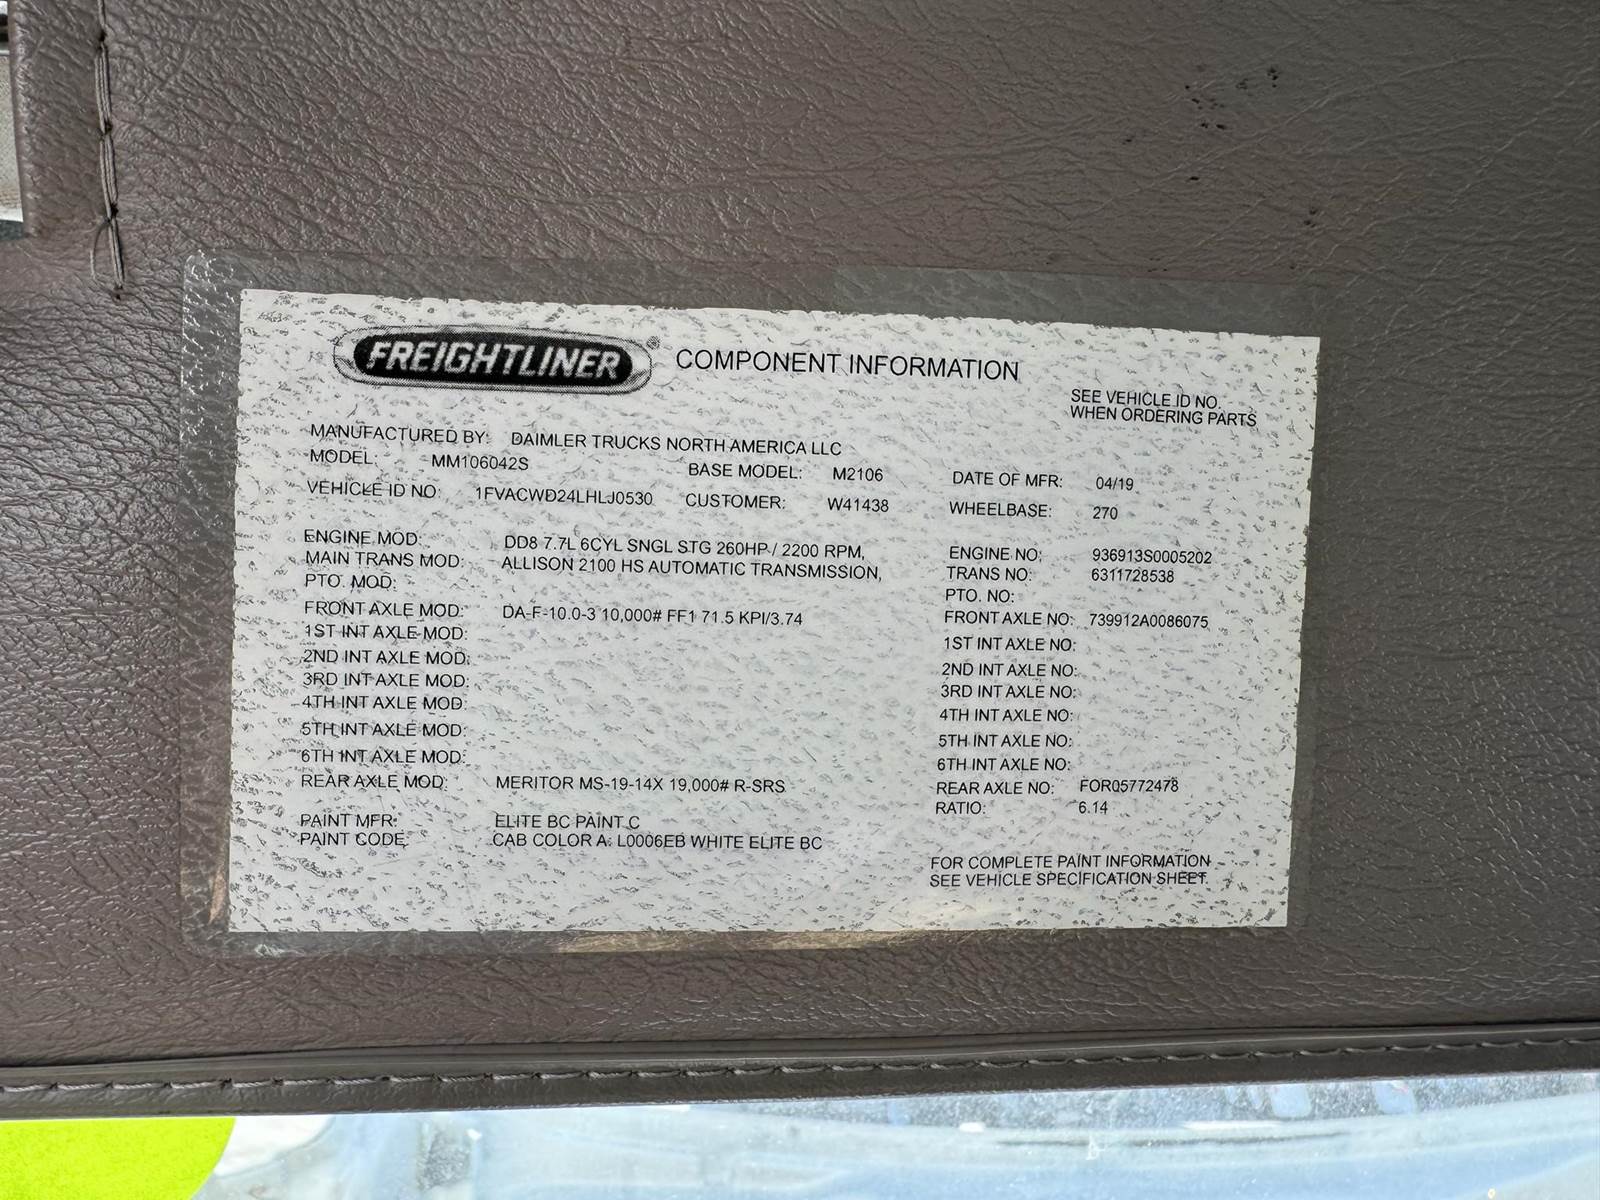 FREIGHTLINER® COMPONENT INFORMATION
SEE VEHICLE ID NO.
WHEN ORDERING PARTS
MANUFACTURED BY: DAIMLER TRUCKS NORTH AMERICA LLC
MODEL: MM106042S BASE MODEL: M2106 DATE OF MFR: 04/19
VEHICLE ID NO: 1FVACWD24LHLJ0530 CUSTOMER: W41438 WHEELBASE: 270
ENGINE MOD: DD8 7.7L 6CYL SNGL STG 260HP / 2200 RPM, ENGINE NO: 936913S0005202
MAIN TRANS MOD: ALLISON 2100 HS AUTOMATIC TRANSMISSION, TRANS NO: 6311728538
PTO. MOD: PTO. NO:
FRONT AXLE MOD: DA-F-10.0-3 10,000# FF1 71.5 KPI/3.74 FRONT AXLE NO: 739912A0086075
1ST INT AXLE MOD: 1ST INT AXLE NO:
2ND INT AXLE MOD: 2ND INT AXLE NO:
3RD INT AXLE MOD: 3RD INT AXLE NO:
4TH INT AXLE MOD: 4TH INT AXLE NO:
5TH INT AXLE MOD: 5TH INT AXLE NO:
6TH INT AXLE MOD: 6TH INT AXLE NO:
REAR AXLE MOD: MERITOR MS-19-14X 19,000# R-SRS REAR AXLE NO: FOR05772478
RATIO: 6.14
PAINT MFR: ELITE BC PAINT C
PAINT CODE: CAB COLOR A: L0006EB WHITE ELITE BC
FOR COMPLETE PAINT INFORMATION
SEE VEHICLE SPECIFICATION SHEET.